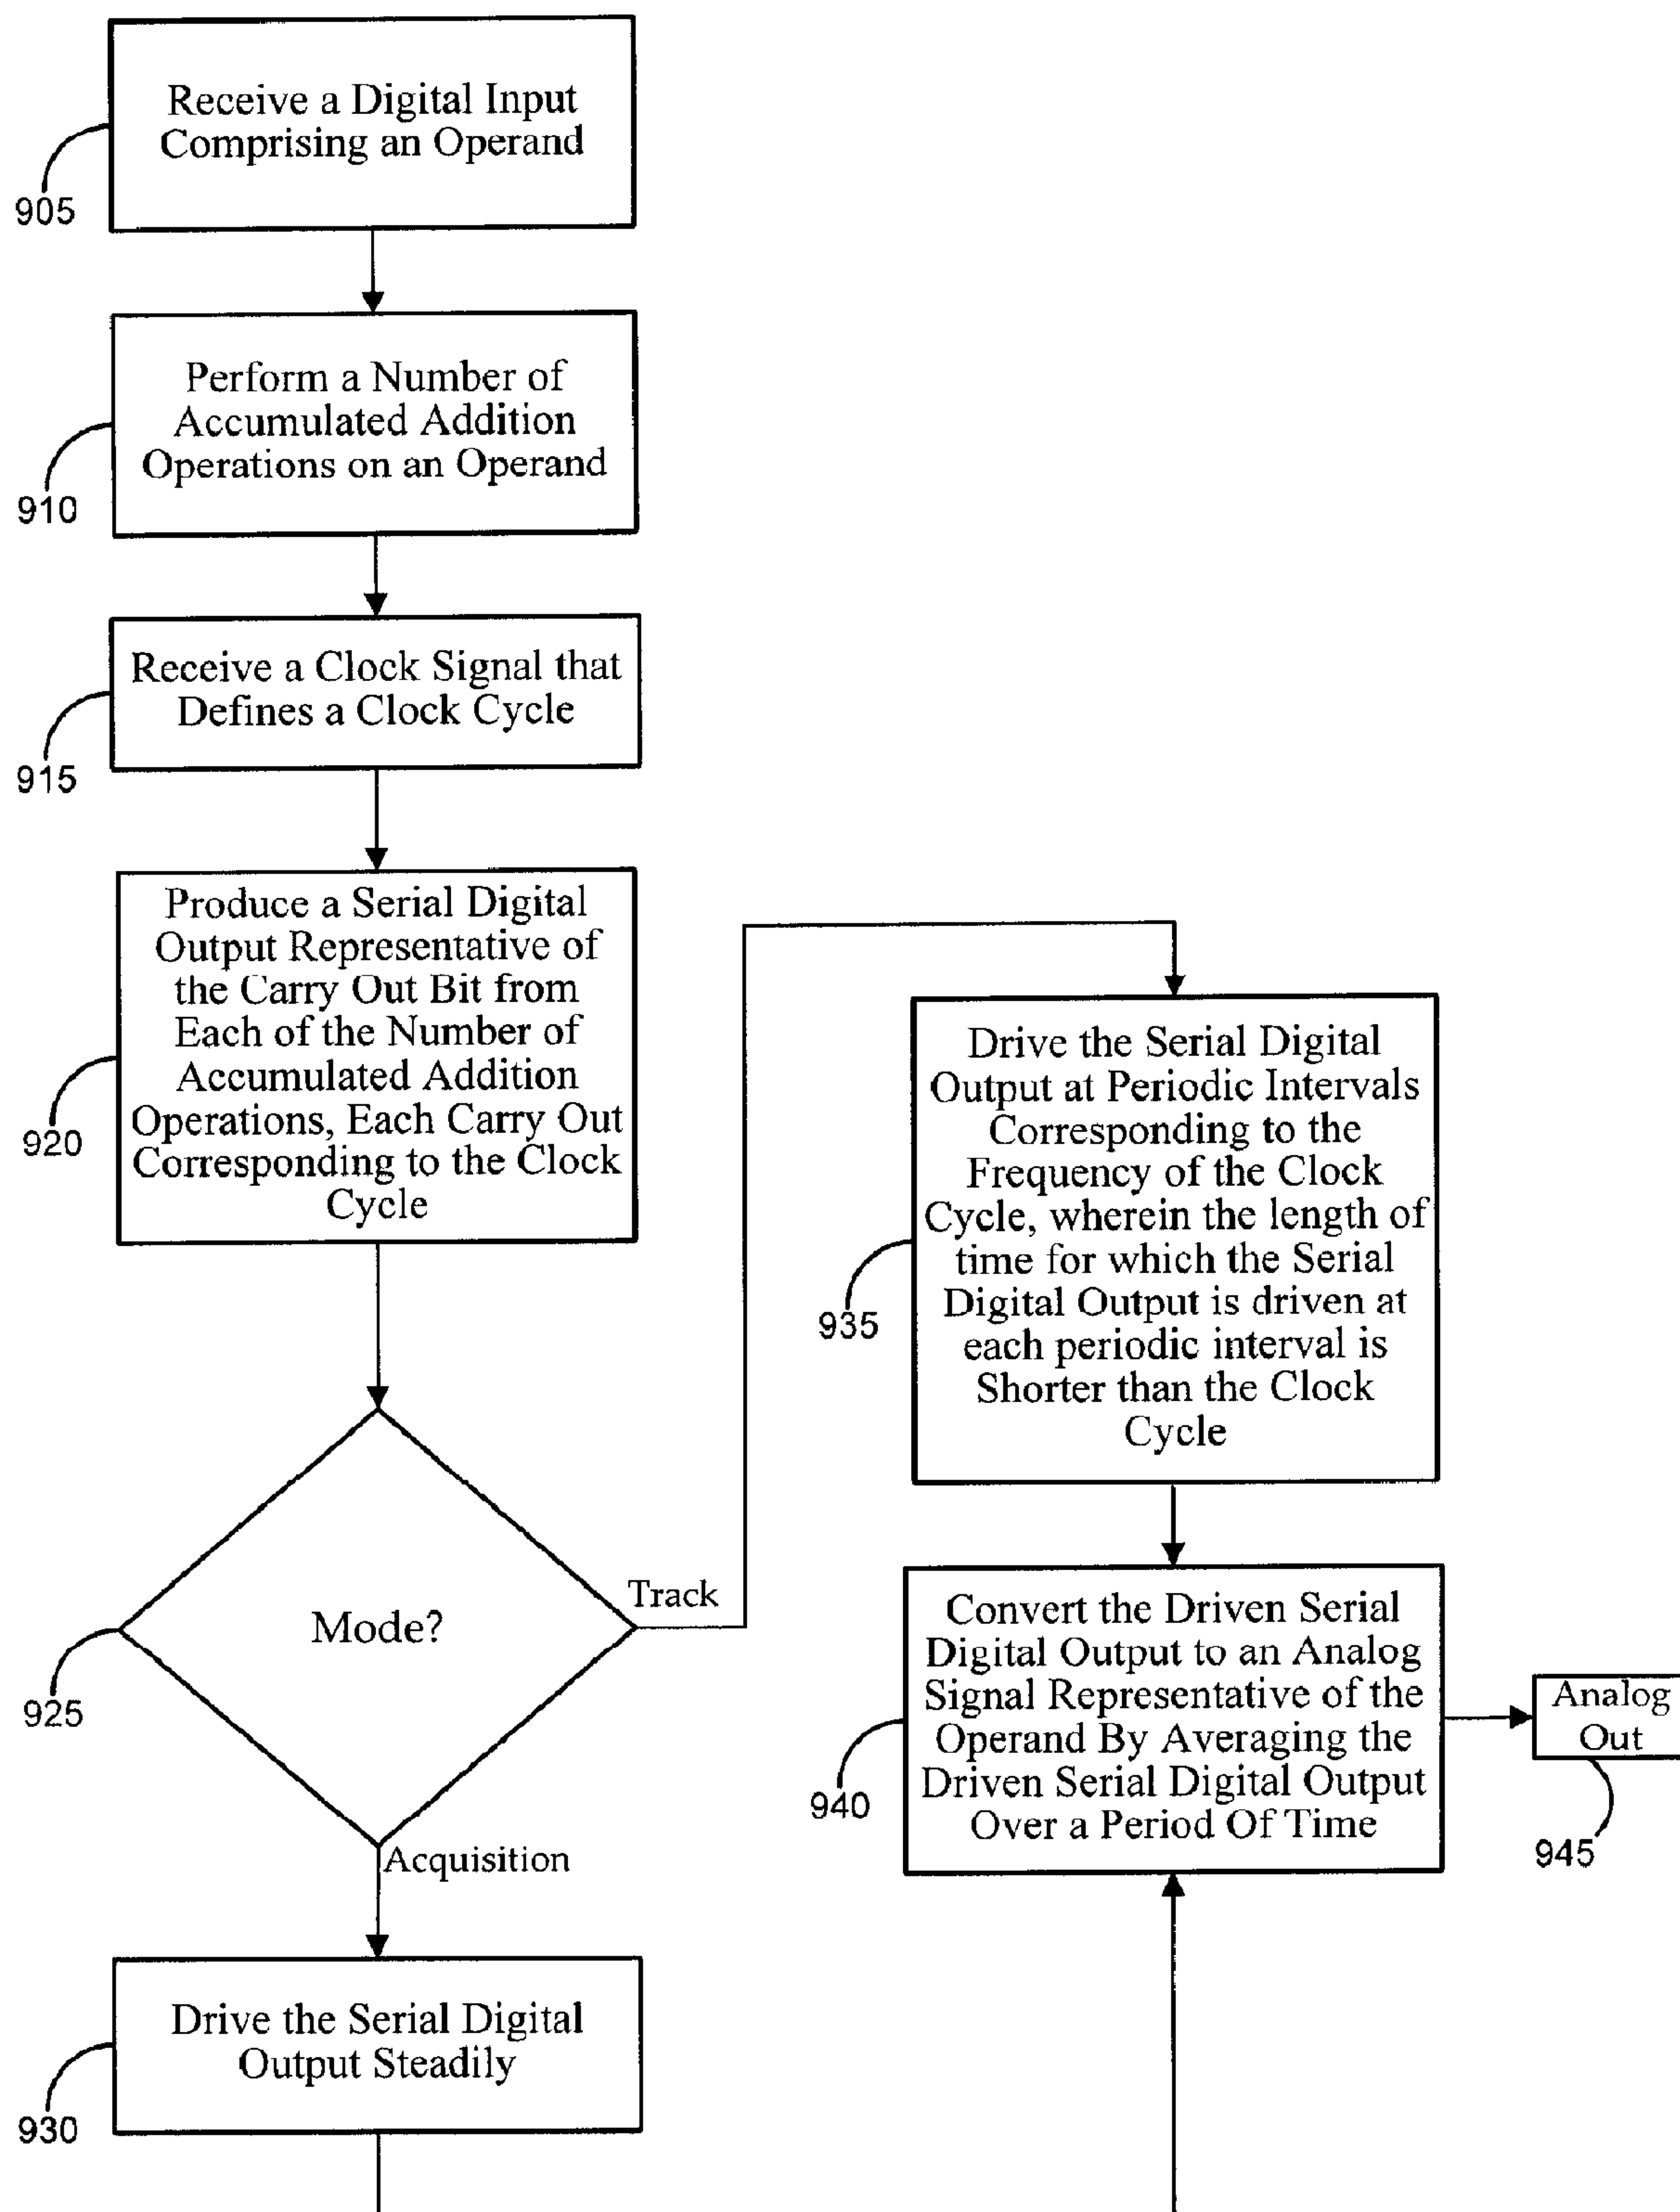 Receive a Digital Input
Comprising an Operand
905
Perform a Number of
Accumulated Addition
Operations on an Operand
910
Receive a Clock Signal that
Defines a Clock Cycle
915
Produce a Serial Digital
Output Representative of
the Carry Out Bit from
Each of the Number of
Accumulated Addition
Operations, Each Carry Out
Corresponding to the Clock
Cycle
920
Mode?
925
Track
Acquisition
Drive the Serial Digital
Output Steadily
930
Drive the Serial Digital
Output at Periodic Intervals
Corresponding to the
Frequency of the Clock
Cycle, wherein the length of
time for which the Serial
Digital Output is driven at
each periodic interval is
Shorter than the Clock
Cycle
935
Convert the Driven Serial
Digital Output to an Analog
Signal Representative of the
Operand By Averaging the
Driven Serial Digital Output
Over a Period Of Time
940
Analog
Out
945